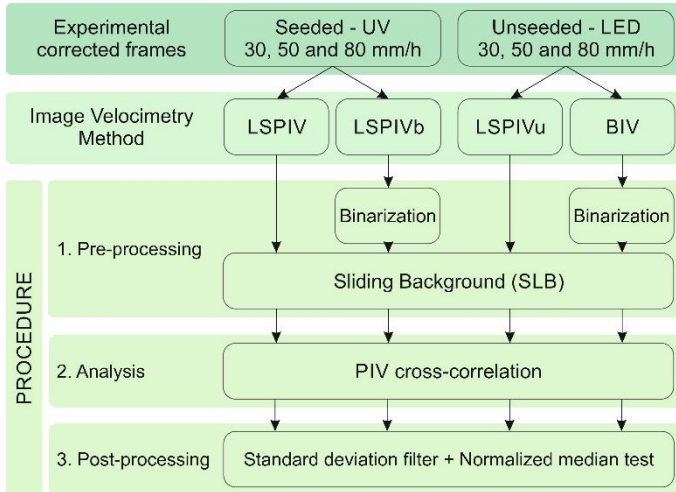 Experimental
corrected frames
Seeded - UV
30, 50 and 80 mm/h
Unseeded - LED
30, 50 and 80 mm/h
Image Velocimetry
Method
LSPIV
LSPIVb
LSPIVu
BIV
PROCEDURE
1. Pre-processing
Binarization
Binarization
Sliding Background (SLB)
2. Analysis
PIV cross-correlation
3. Post-processing
Standard deviation filter + Normalized median test